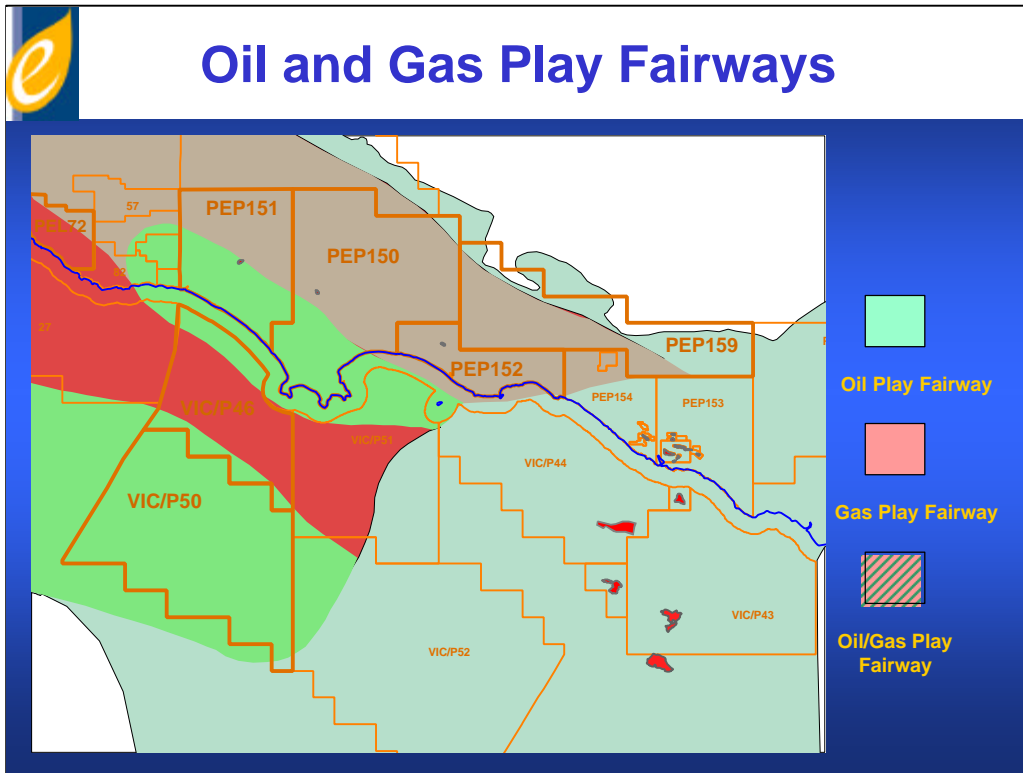 e
Oil and Gas Play Fairways
57
PEP151
PEL72
PEP150
27
PEP159
PEP152
PEP154
PEP153
VIC/P46
VIC/P51
VIC/P44
VIC/P50
VIC/P43
VIC/P52
Oil Play Fairway
Gas Play Fairway
Oil/Gas Play
Fairway